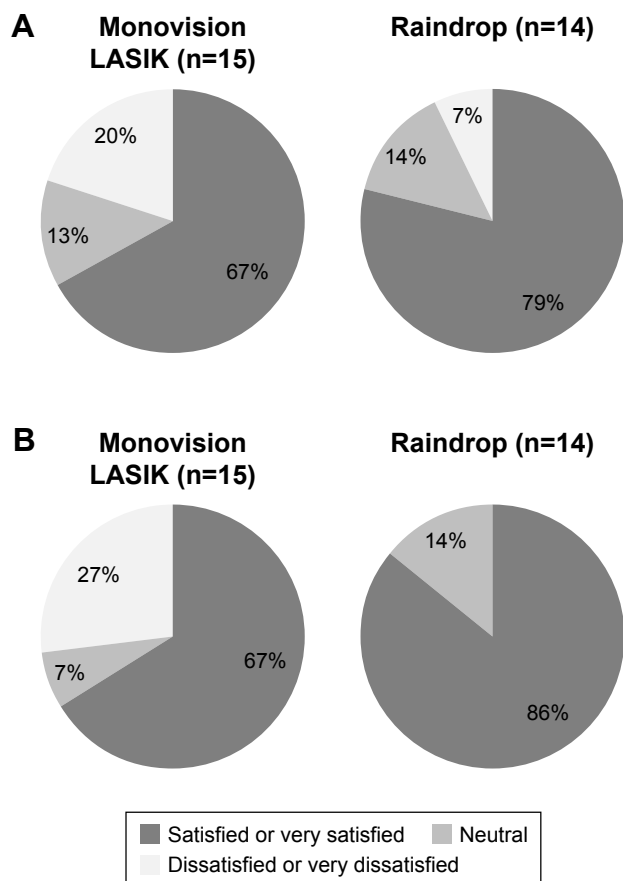 A
Monovision
LASIK (n=15)
Raindrop (n=14)
20%
13%
67%
7%
14%
79%
B
Monovision
LASIK (n=15)
Raindrop (n=14)
27%
7%
67%
14%
86%
Satisfied or very satisfied
Neutral
Dissatisfied or very dissatisfied